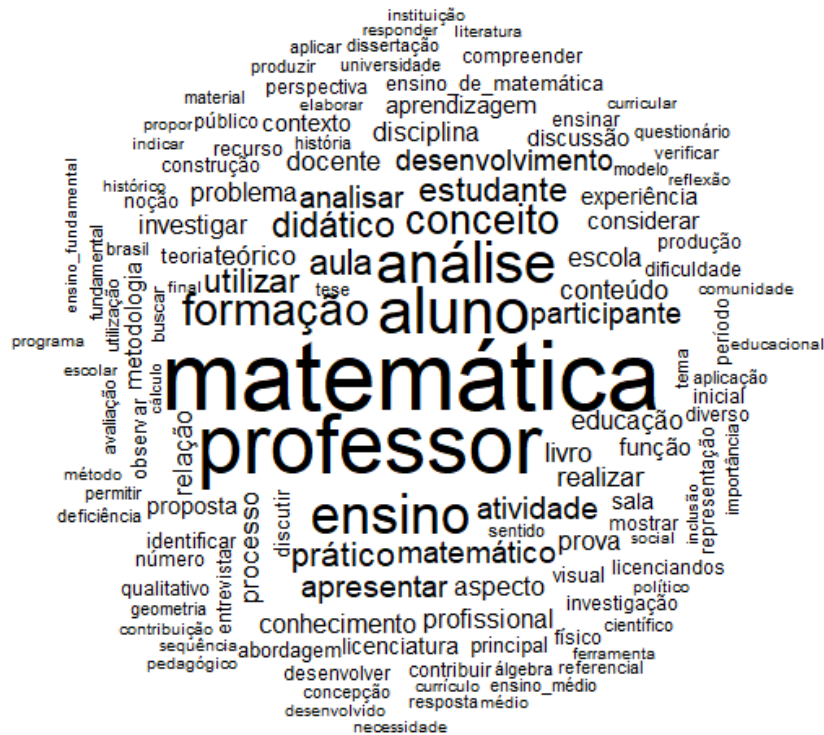 instituição
responder literatura
aplicar dissertação compreender
produzir universidade
perspectiva ensino_de_matemática
material elaborar aprendizagem curricular
propor público contexto disciplina ensinar
indicar recurso história discussão questionário
construção docente desenvolvimento modelo verificar
histórico noção problema analisar estudante experiência reflexão
investigar didático conceito considerar
ensino_fundamental fundamental brasil teoria teórico aula análise escola produção
utilização metodologia final utilizar tese conteúdo dificuldade
buscar formação aluno participante comunidade
programa período educacional
escolar cálculo matemática tema aplicação
avaliação observar relação inicial
educação diverso
professor livro função representação importância
método realizar inclusão
permitir proposta processo discutir ensino atividade sala
deficiência sentido mostrar social
identificar entrevista prático matemático prova
número visual licenciandos
qualitativo apresentar aspecto político
geometria investigação
contribuição conhecimento profissional científico
sequência abordagem licenciatura principal físico
pedagógico ferramenta
desenvolver contribuir álgebra referencial
concepção currículo ensino_médio
desenvolvido resposta médio
necessidade